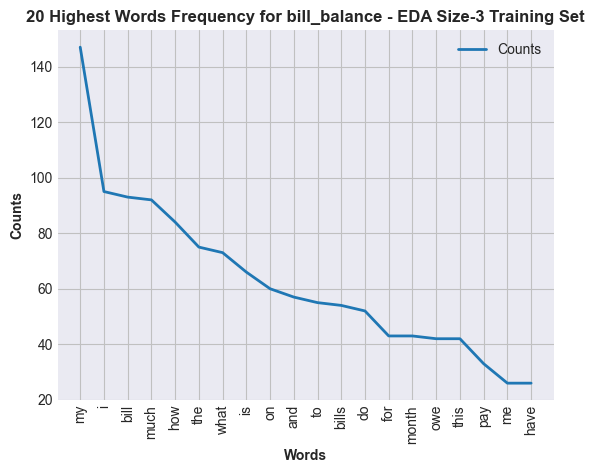 20 Highest Words Frequency for bill_balance - EDA Size-3 Training Set
Counts
140
120
100
80
60
40
20
Counts
my
i
bill
much
how
the
what
is
on
and
to
bills
do
for
month
owe
this
pay
me
have
Words